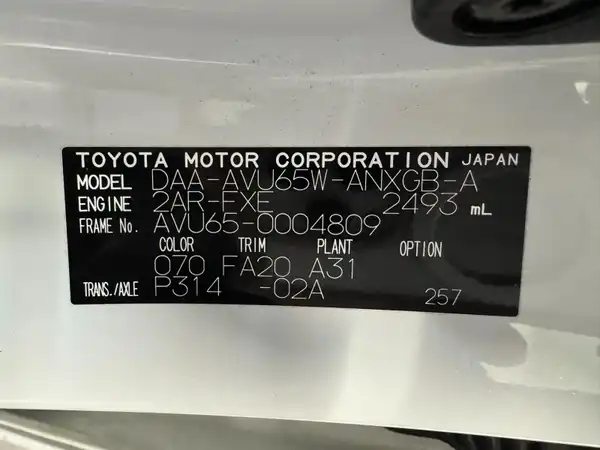 TOYOTA MOTOR CORPORATION JAPAN
MODEL DAA-AVU65W-ANXGB-A
ENGINE 2AR-FXE 2493 mL
FRAME No. AVU65-0004809
COLOR TRIM PLANT OPTION
070 FA20 A31
TRANS./AXLE P314 -02A 257